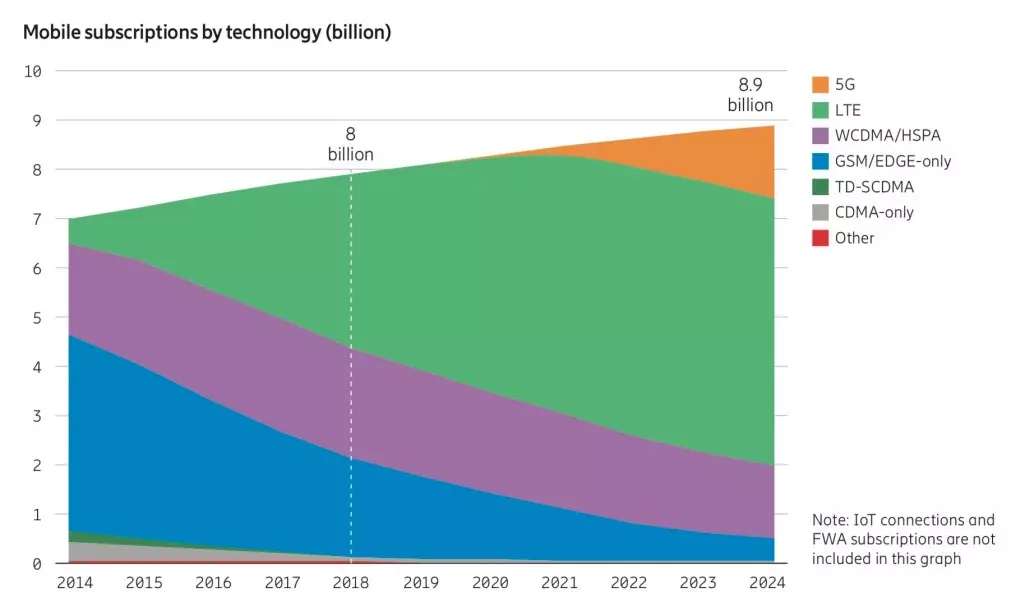 Mobile subscriptions by technology (billion)
10
9
8
7
6
5
4
3
2
1
0
8
billion
8.9
billion
2014 2015 2016 2017 2018 2019 2020 2021 2022 2023 2024
5G
LTE
WCDMA/HSPA
GSM/EDGE-only
TD-SCDMA
CDMA-only
Other
Note: IoT connections and
FWA subscriptions are not
included in this graph